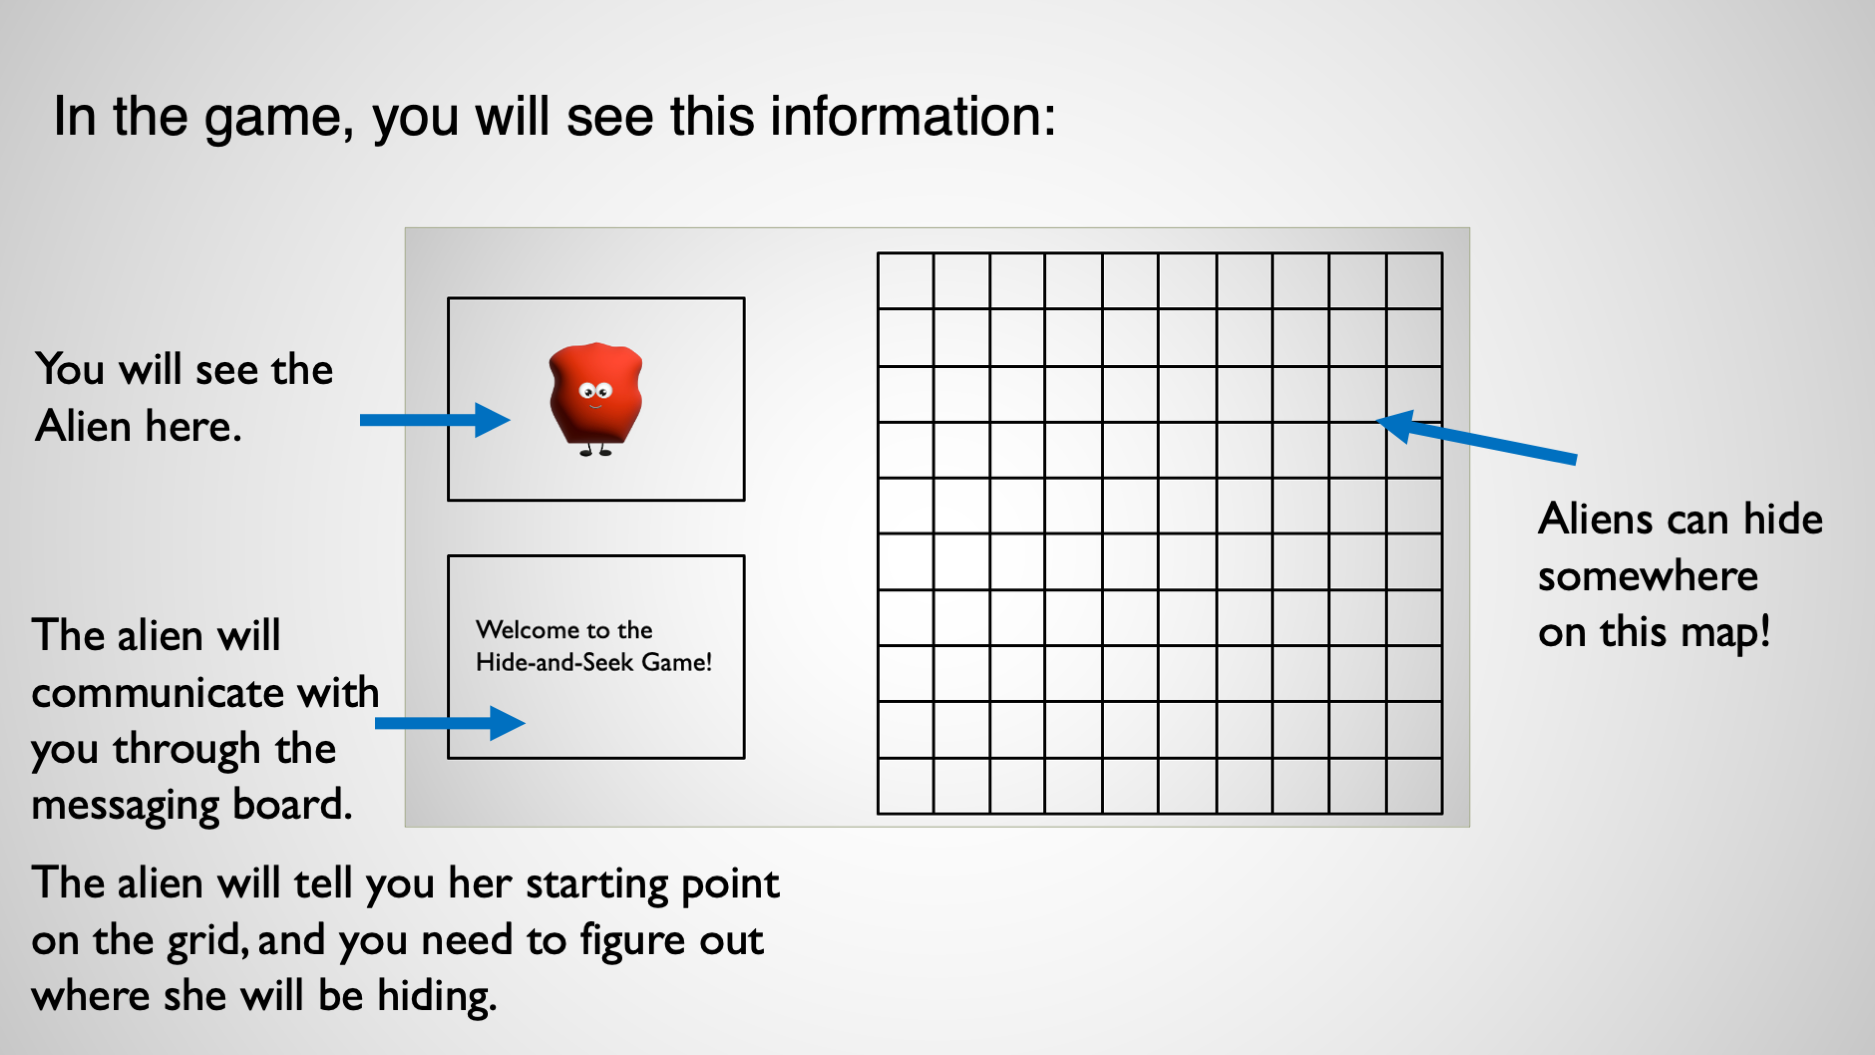 In the game, you will see this information:
You will see the
Alien here.
The alien will
communicate with
you through the
messaging board.
Welcome to the
Hide-and-Seek Game!
Aliens can hide
somewhere
on this map!
The alien will tell you her starting point
on the grid, and you need to figure out
where she will be hiding.